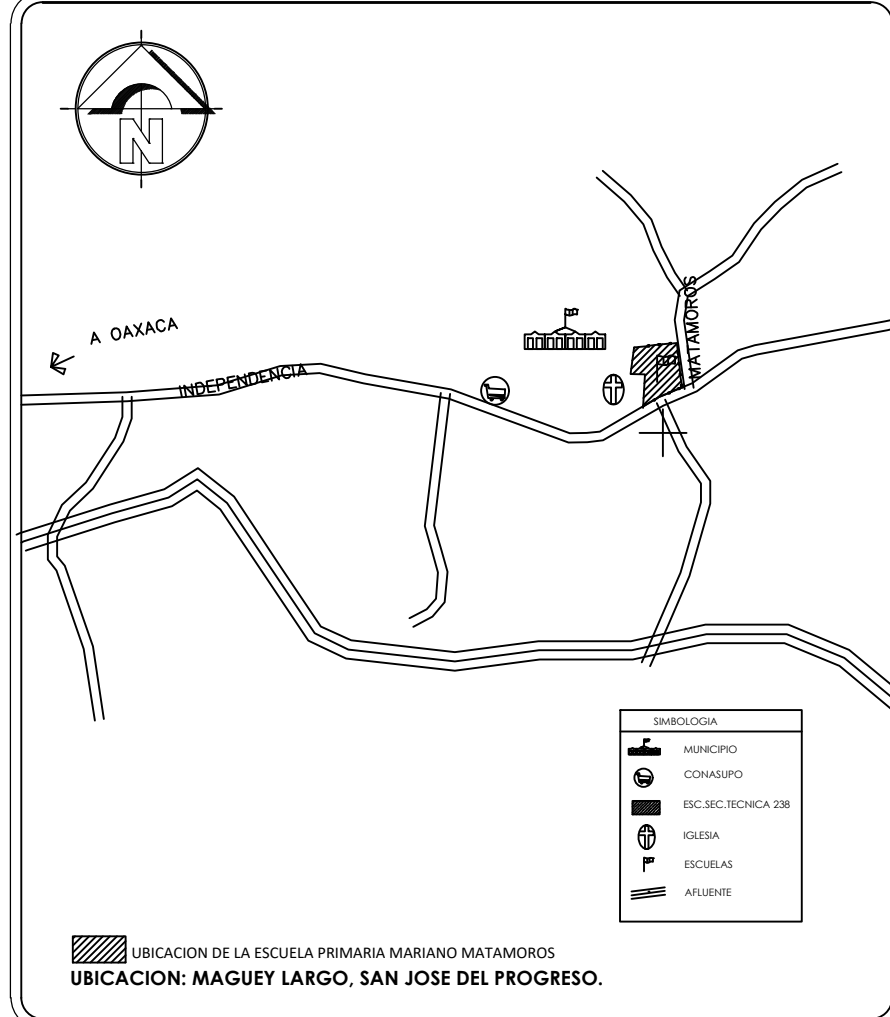 N
A OAXACA
INDEPENDENCIA
MATAMOROS
SIMBOLOGIA
MUNICIPIO
CONASUPO
ESC.SEC.TECNICA 238
IGLESIA
ESCUELAS
AFLUENTE
UBICACION DE LA ESCUELA PRIMARIA MARIANO MATAMOROS
UBICACION: MAGUEY LARGO, SAN JOSE DEL PROGRESO.